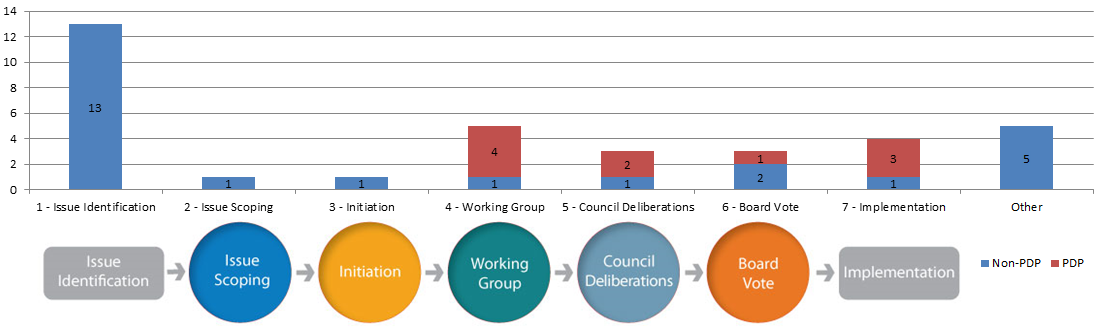 14
12
10
8
6
4
2
0
13
1
1
4
1
2
1
1
2
3
1
5
1 - Issue Identification
2 - Issue Scoping
3 - Initiation
4 - Working Group
5 - Council Deliberations
6 - Board Vote
7 - Implementation
Other
Issue
Identification
Issue
Scoping
Initiation
Working
Group
Council
Deliberations
Board
Vote
Implementation
Non-PDP
PDP